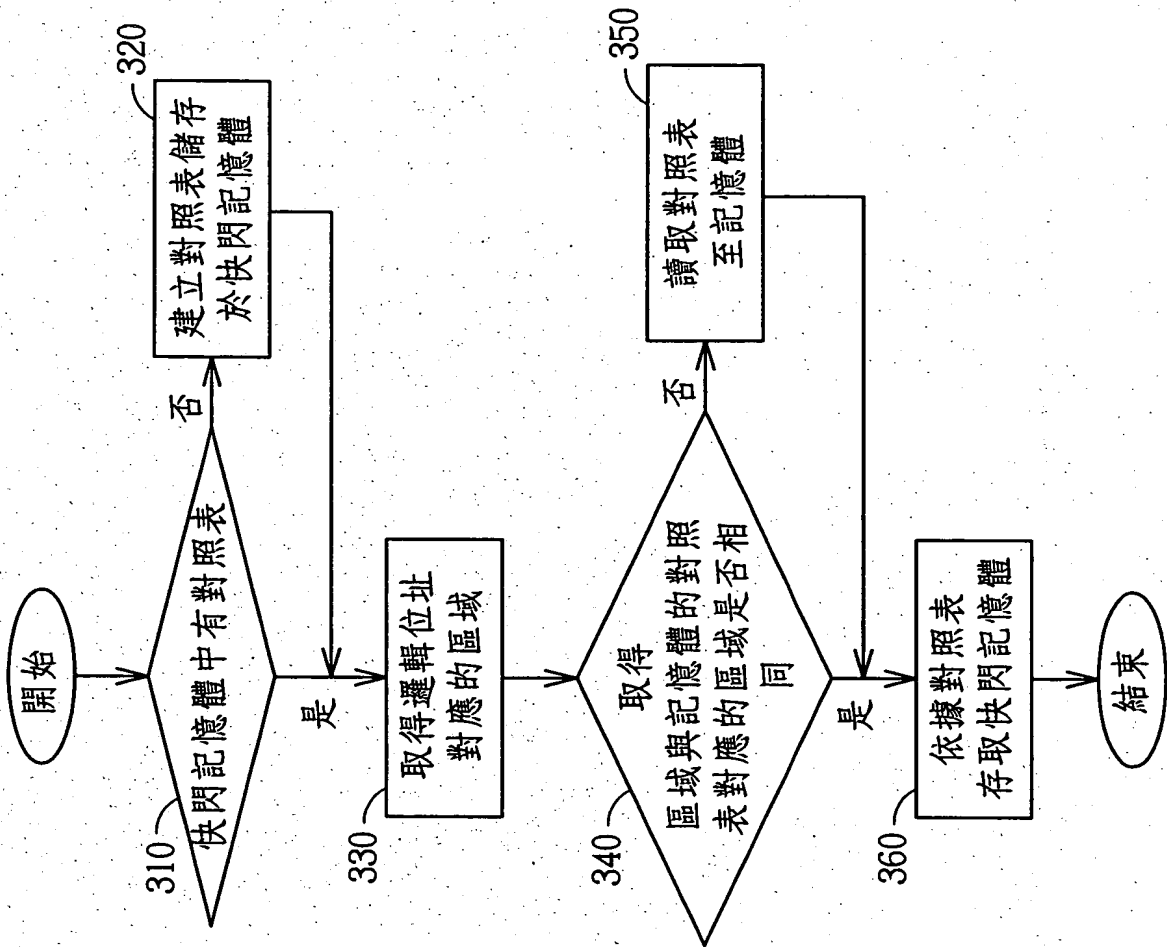 開始
310
快閃記憶體中有對照表
否
320
建立對照表儲存
於快閃記憶體
是
330
取得邏輯位址
對應的區域
340
取得
區域與記憶體的對照
表對應的區域是否相
同
否
350
讀取對照表
至記憶體
是
360
依據對照表
存取快閃記憶體
結束